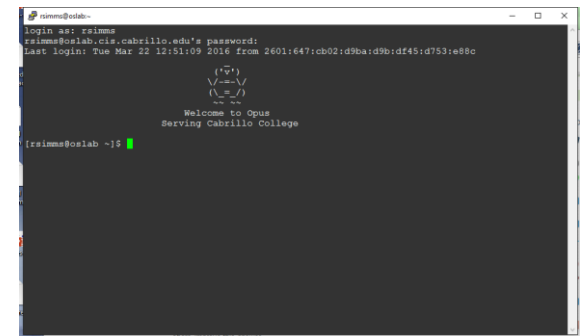 rsimms@oslab:~
login as: rsimms
rsimms@oslab.cis.cabrillo.edu's password:
Last login: Tue Mar 22 12:51:09 2016 from 2601:647:cb02:d9ba:d9b:df45:d753:e88c
_
('v')
\/-=-\/
(\_=_/)
~~ ~~
Welcome to Opus
Serving Cabrillo College
[rsimms@oslab ~]$